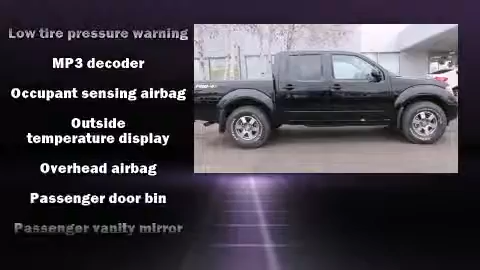 Low tire pressure warning
MP3 decoder
Occupant sensing airbag
Outside
temperature display
Overhead airbag
Passenger door bin
Passenger vanity mirror